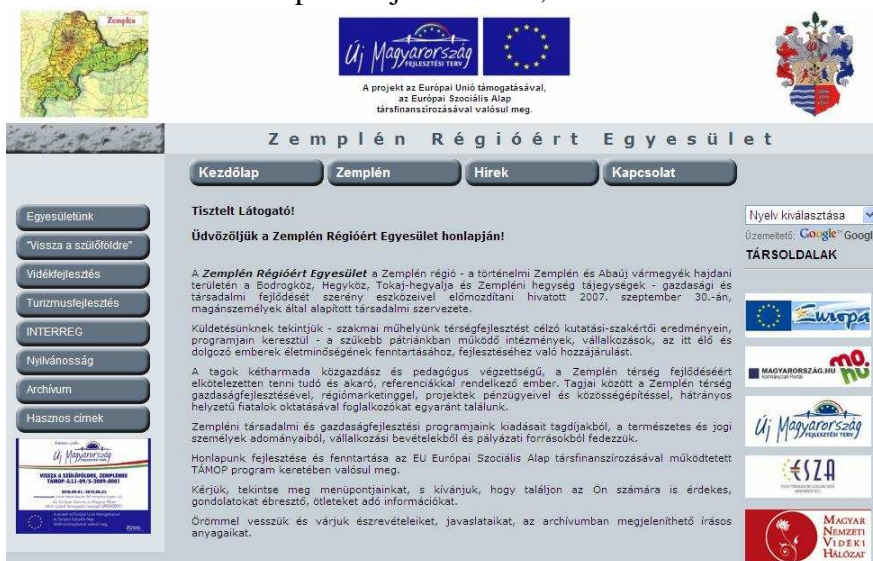 Zemplén
Új Magyarország
FEJLESZTÉSI TERV
A projekt az Európai Unió támogatásával,
az Európai Szociális Alap
társfinanszírozásával valósul meg.
Zemplén Régióért Egyesület
Kezdőlap
Zemplén
Hírek
Kapcsolat
Egyesületünk
"Vissza a szülőföldre"
Vidékfejlesztés
Turizmusfejlesztés
INTERREG
Nyilvánosság
Archívum
Hasznos címek
Új Magyarország
VISSZA A SZÜLŐFÖLDRE, ZEMPLÉNBE
Tisztelt Látogató!
Üdvözöljük a Zemplén Régióért Egyesület honlapján!
A Zemplén Régióért Egyesület a Zemplén régió - a történelmi Zemplén és Abaúj vármegyék hajdani
területén a Bodrogköz, Hegyköz, Tokaj-hegyalja és Zempléni hegység tájegységek - gazdasági és
társadalmi fejlődését szerény eszközeivel előmozdítani hivatott 2007. szeptember 30.-án,
magánszemélyek által alapított társadalmi szervezete.
Küldetésünknek tekintjük - szakmai műhelyünk térségfejlesztést célzó kutatási-szakértői eredményein,
programjain keresztül - a szűkebb pátriánkban működő intézmények, vállalkozások, az itt élő és
dolgozó emberek életminőségének fenntartásához, fejlesztéséhez való hozzájárulást.
A tagok kétharmada közgazdász és pedagógus végzettségű, a Zemplén térség fejlődéséért
elkötelezetten tenni tudó és akaró, referenciákkal rendelkező ember. Tagjai között a Zemplén térség
gazdaságfejlesztésével, régiómarketinggel, projektek pénzügyeivel és közösségépítéssel, hátrányos
helyzetű fiatalok oktatásával foglalkozókat egyaránt találunk.
Zempléni társadalmi és gazdaságfejlesztési programjaink kiadásait tagdíjakból, a természetes és jogi
személyek adományaiból, vállalkozási bevételekből és pályázati forrásokból fedezzük.
Honlapunk fejlesztése és fenntartása az EU Európai Szociális Alap társfinanszírozásával működtetett
TÁMOP program keretében valósul meg.
Kérjük, tekintse meg menüpontjainkat, s kívánjuk, hogy találjon az Ön számára is érdekes,
gondolatokat ébresztő, ötleteket adó információkat.
Örömmel vesszük és várjuk észrevételeiket, javaslataikat, az archívumban megjeleníthető írásos
anyagaikat.
Nyelv kiválasztása
Üzemeltető: Google™ Googl
TÁRSOLDALAK
Europa
MAGYARORSZÁG.HU
mo.hu
Új Magyarország
FEJLESZTÉSI TERV
ESZA
MAGYAR
NEMZETI
VIDÉKI
HÁLÓZAT